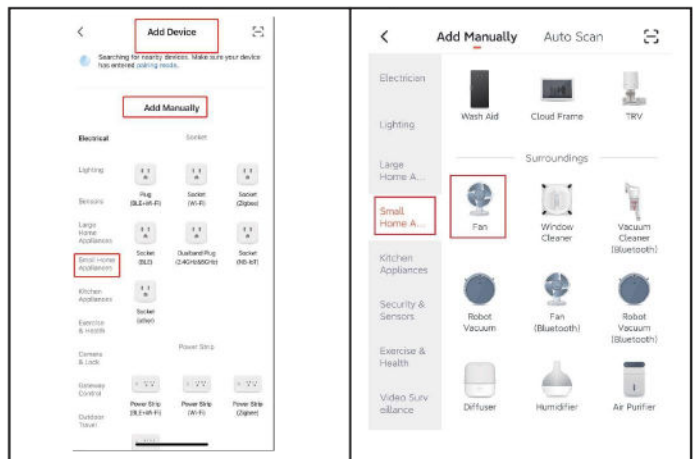 Add Device
Searching for nearby devices. Make sure your device
has entered pairing mode.
Add Manually
Electrical
Socket
Lighting
Sensors
Large
Home
Appliances
Small Home
Appliances
Kitchen
Appliances
Exercise
& Health
Camera
& Lock
Gateway
Control
Outdoor
Travel
Plug
(BLE+Wi-Fi)
Socket
(Wi-Fi)
Socket
(Zigbee)
Socket
(BLE)
Dualband Plug
(2.4GHz&5GHz)
Socket
(NB-IoT)
Socket
(other)
Power Strip
Power Strip
(BLE+Wi-Fi)
Power Strip
(Wi-Fi)
Power Strip
(Zigbee)
Add Manually
Auto Scan
Electrician
Lighting
Large
Home A...
Small
Home A...
Kitchen
Appliances
Security &
Sensors
Exercise &
Health
Video Surv
eillance
Wash Aid
Cloud Frame
TRV
Surroundings
Fan
Window
Cleaner
Vacuum
Cleaner
(Bluetooth)
Robot
Vacuum
Fan
(Bluetooth)
Robot
Vacuum
(Bluetooth)
Diffuser
Humidifier
Air Purifier